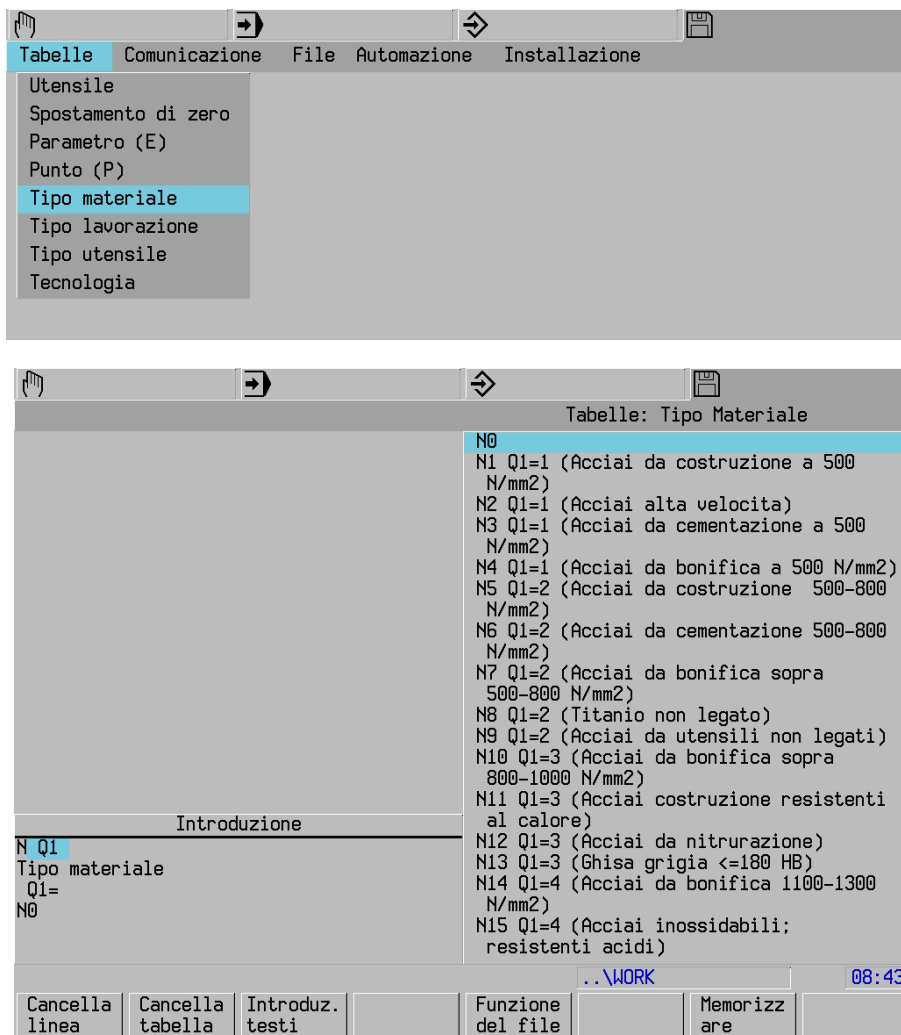 Tabelle Comunicazione File Automazione Installazione
Utensile
Spostamento di zero
Parametro (E)
Punto (P)
Tipo materiale
Tipo lavorazione
Tipo utensile
Tecnologia
Tabelle: Tipo Materiale
N0
N1 Q1=1 (Acciai da costruzione a 500
N/mm2)
N2 Q1=1 (Acciai alta velocita)
N3 Q1=1 (Acciai da cementazione a 500
N/mm2)
N4 Q1=1 (Acciai da bonifica a 500 N/mm2)
N5 Q1=2 (Acciai da costruzione 500-800
N/mm2)
N6 Q1=2 (Acciai da cementazione 500-800
N/mm2)
N7 Q1=2 (Acciai da bonifica sopra
500-800 N/mm2)
N8 Q1=2 (Titanio non legato)
N9 Q1=2 (Acciai da utensili non legati)
N10 Q1=3 (Acciai da bonifica sopra
800-1000 N/mm2)
N11 Q1=3 (Acciai costruzione resistenti
al calore)
N12 Q1=3 (Acciai da nitrurazione)
N13 Q1=3 (Ghisa grigia <=180 HB)
N14 Q1=4 (Acciai da bonifica 1100-1300
N/mm2)
N15 Q1=4 (Acciai inossidabili;
resistenti acidi)
Introduzione
N Q1
Tipo materiale
Q1=
N0
..\WORK 08:43
Cancella linea
Cancella tabella
Introduz. testi
Funzione del file
Memorizz are